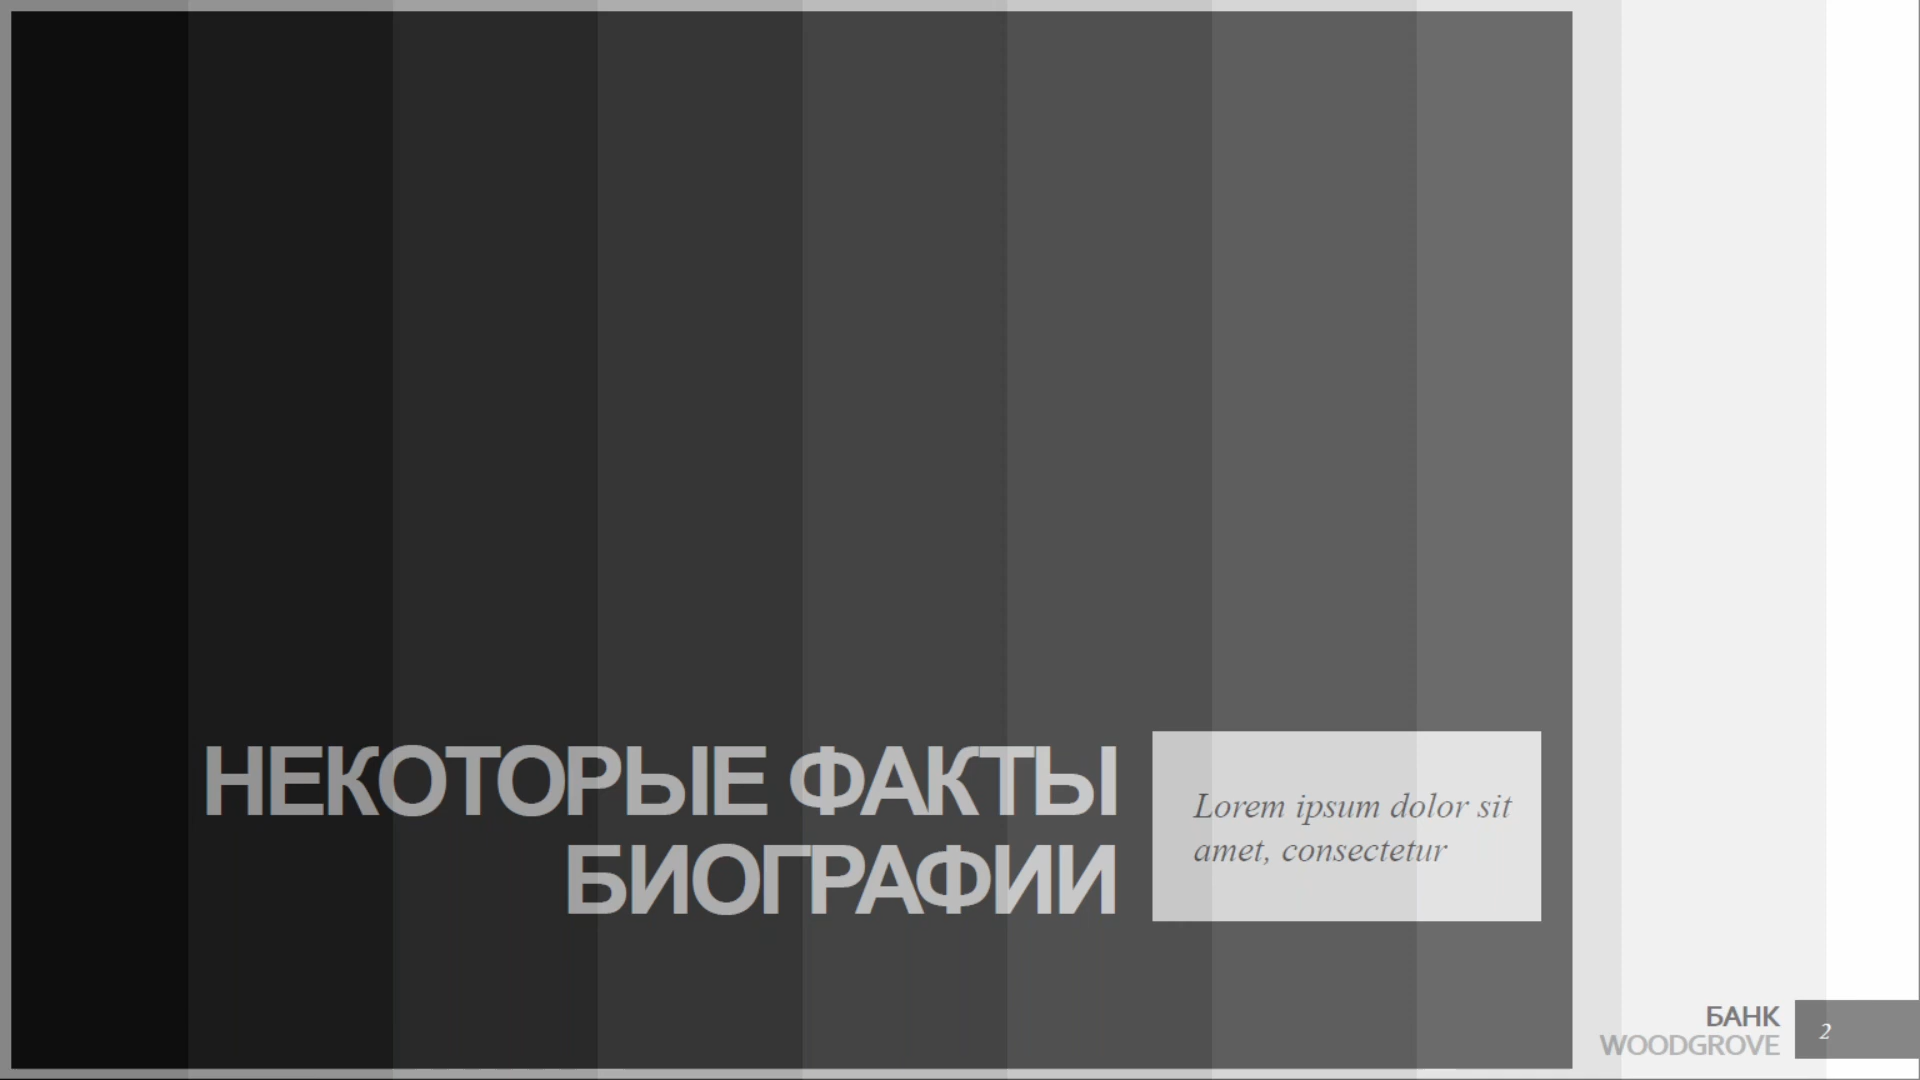 НЕКОТОРЫЕ ФАКТЫ
БИОГРАФИИ
Lorem ipsum dolor sit
amet, consectetur
БАНК
WOODGROVE
2